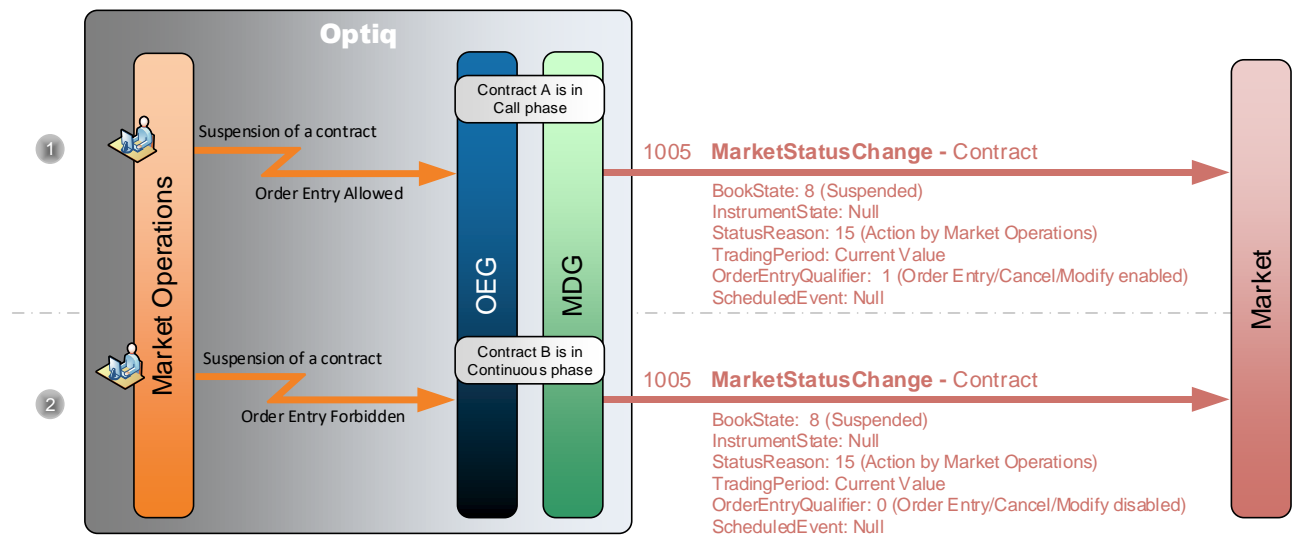 Optiq
Market Operations
OEG
MDG
Market
1
Contract A is in
Call phase
Suspension of a contract
Order Entry Allowed
1005 MarketStatusChange - Contract
BookState: 8 (Suspended)
InstrumentState: Null
StatusReason: 15 (Action by Market Operations)
TradingPeriod: Current Value
OrderEntryQualifier: 1 (Order Entry/Cancel/Modify enabled)
ScheduledEvent: Null
2
Contract B is in
Continuous phase
Suspension of a contract
Order Entry Forbidden
1005 MarketStatusChange - Contract
BookState: 8 (Suspended)
InstrumentState: Null
StatusReason: 15 (Action by Market Operations)
TradingPeriod: Current Value
OrderEntryQualifier: 0 (Order Entry/Cancel/Modify disabled)
ScheduledEvent: Null